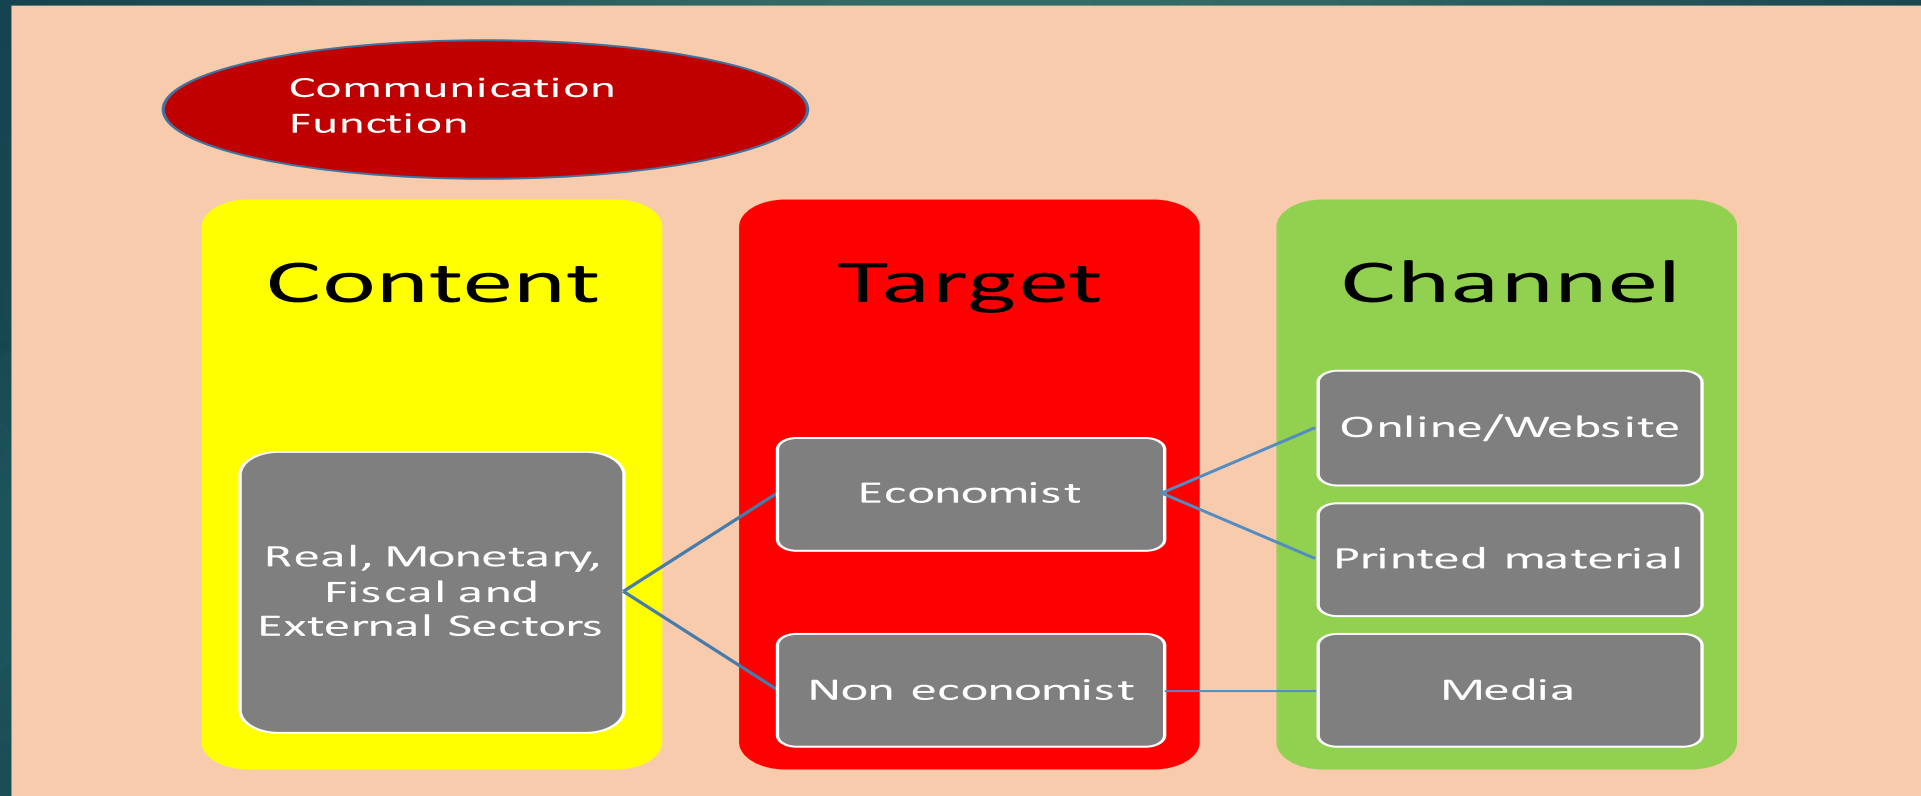 Communication
Function
Content
Target
Channel
Real, Monetary,
Fiscal and
External Sectors
Economist
Non economist
Online/Website
Printed material
Media